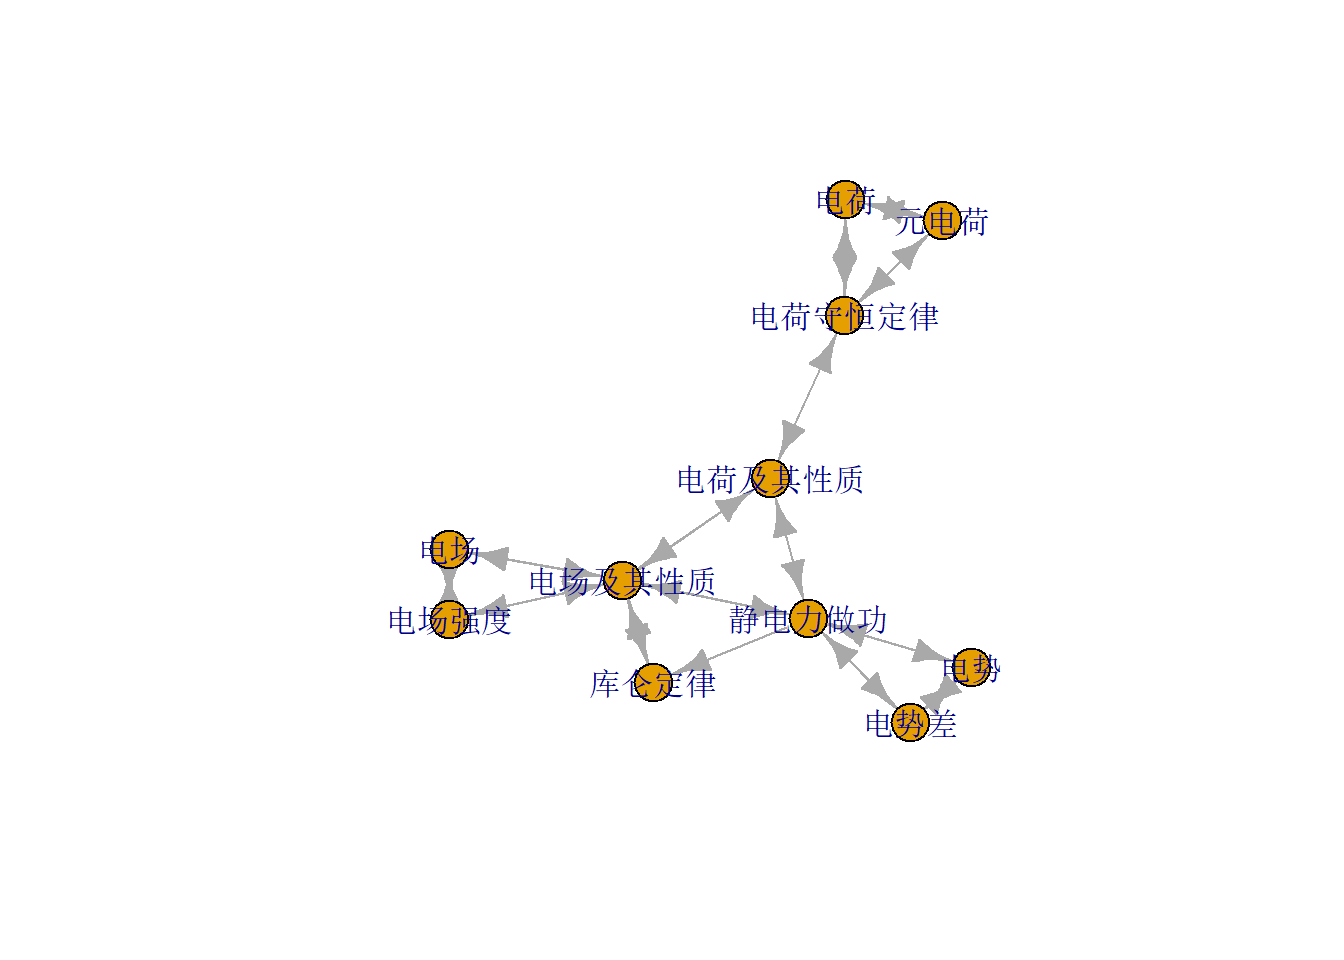 电荷
元电荷
电荷守恒定律
电荷及其性质
电场
电场及其性质
电场强度
静电力做功
电势
库仑定律
电势差